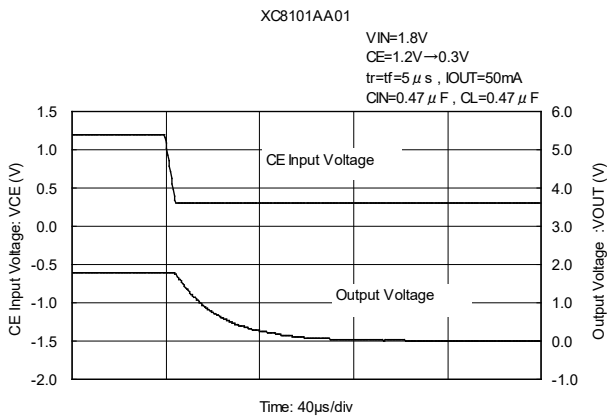 XC8101AA01
VIN=1.8V
CE=1.2V→0.3V
tr=tf=5μs , IOUT=50mA
CIN=0.47μF , CL=0.47μF
CE Input Voltage: VCE (V)
1.5
1.0
0.5
0.0
-0.5
-1.0
-1.5
-2.0
CE Input Voltage
Output Voltage
6.0
5.0
4.0
3.0
2.0
1.0
0.0
-1.0
Output Voltage :VOUT (V)
Time: 40μs/div